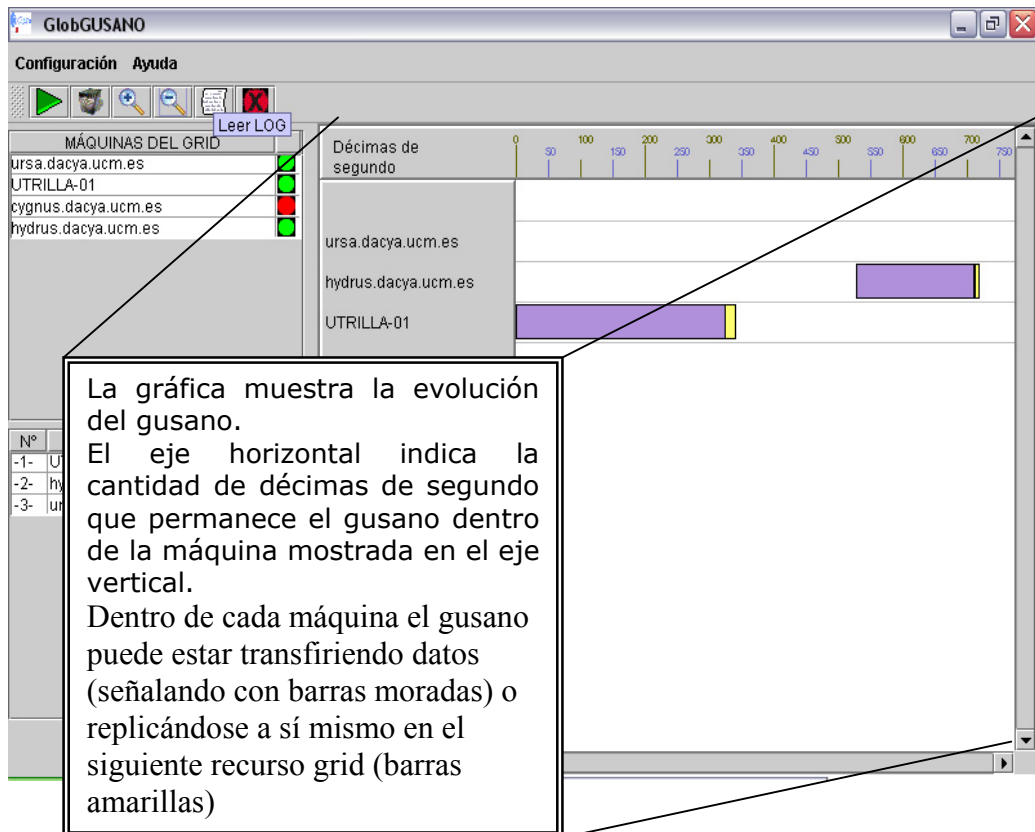 GlobGUSANO
Configuración Ayuda
Leer LOG
MÁQUINAS DEL GRID
ursa.dacya.ucm.es
UTRILLA-01
cygnus.dacya.ucm.es
hydrus.dacya.ucm.es
Décimas de
segundo
0 100 200 300 400 500 600 700
50 150 250 350 450 550 650 750
ursa.dacya.ucm.es
hydrus.dacya.ucm.es
UTRILLA-01
Nº
-1- U
-2- hy
-3- ur
La gráfica muestra la evolución
del gusano.
El eje horizontal indica la
cantidad de décimas de segundo
que permanece el gusano dentro
de la máquina mostrada en el eje
vertical.
Dentro de cada máquina el gusano
puede estar transfiriendo datos
(señalando con barras moradas) o
replicándose a sí mismo en el
siguiente recurso grid (barras
amarillas)